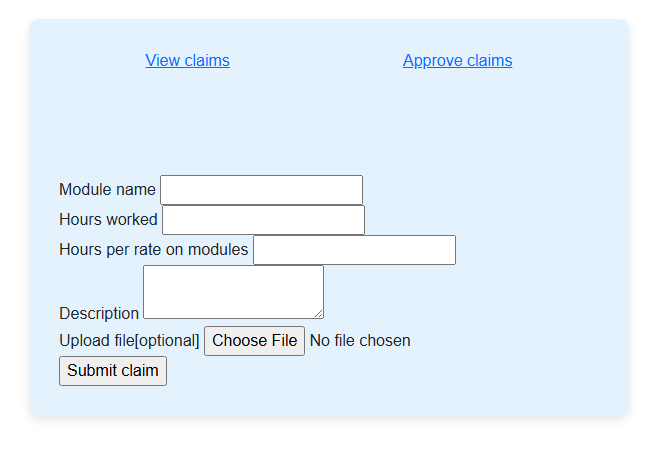 View claims Approve claims
Module name
Hours worked
Hours per rate on modules
Description
Upload file[optional] Choose File No file chosen
Submit claim